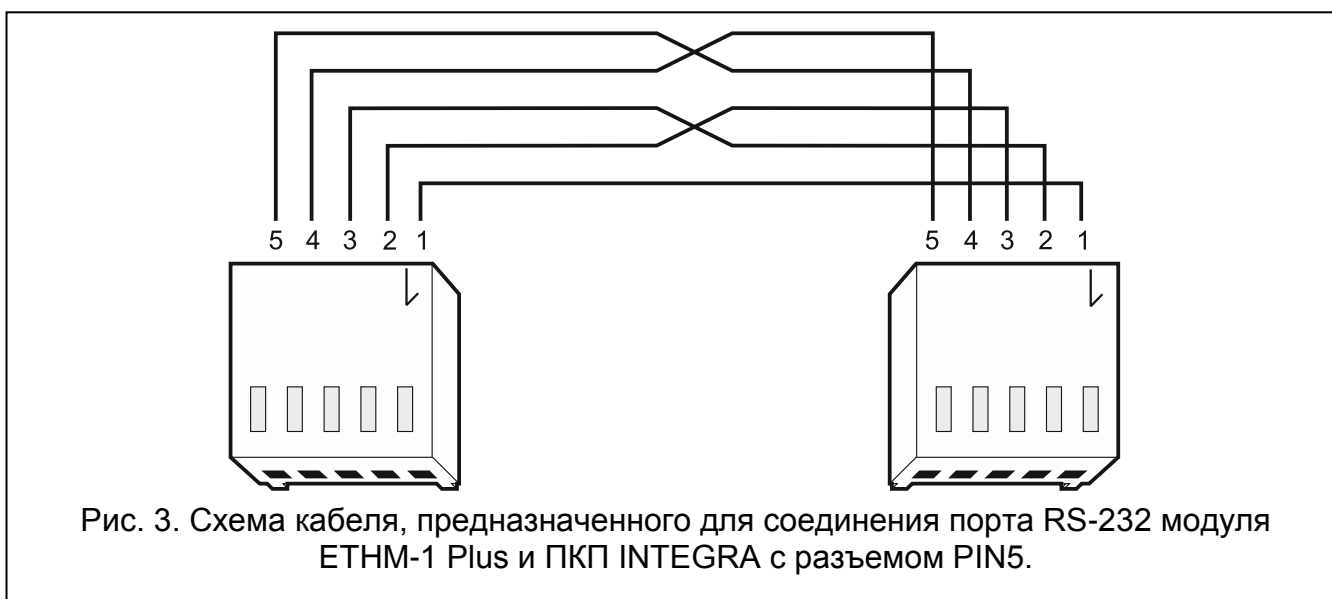 5 4 3 2 1 5 4 3 2 1
Рис. 3. Схема кабеля, предназначенного для соединения порта RS-232 модуля
ETHM-1 Plus и ПКП INTEGRA с разъемом PIN5.